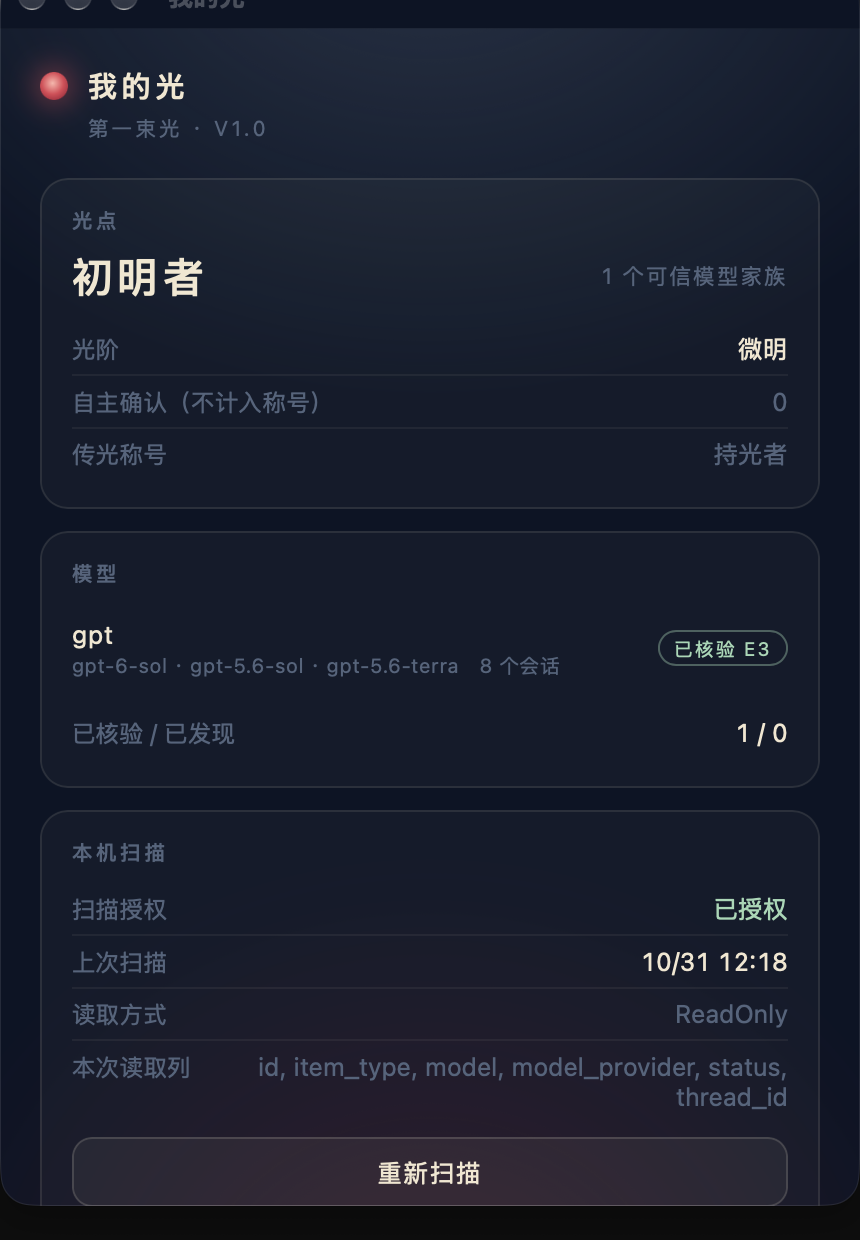 我的光
我的光
第一束光 · V1.0
光点
初明者
1 个可信模型家族
光阶
微明
自主确认（不计入称号）
0
传光称号
持光者
模型
gpt
gpt-6-sol · gpt-5.6-sol · gpt-5.6-terra 8 个会话
已核验 E3
已核验 / 已发现
1 / 0
本机扫描
扫描授权
已授权
上次扫描
10/31 12:18
读取方式
ReadOnly
本次读取列
id, item_type, model, model_provider, status,
thread_id
重新扫描